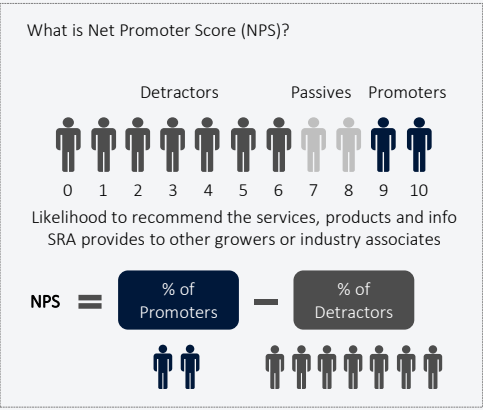 What is Net Promoter Score (NPS)?
Detractors Passives Promoters
0 1 2 3 4 5 6 7 8 9 10
Likelihood to recommend the services, products and info
SRA provides to other growers or industry associates
NPS = % of Promoters — % of Detractors